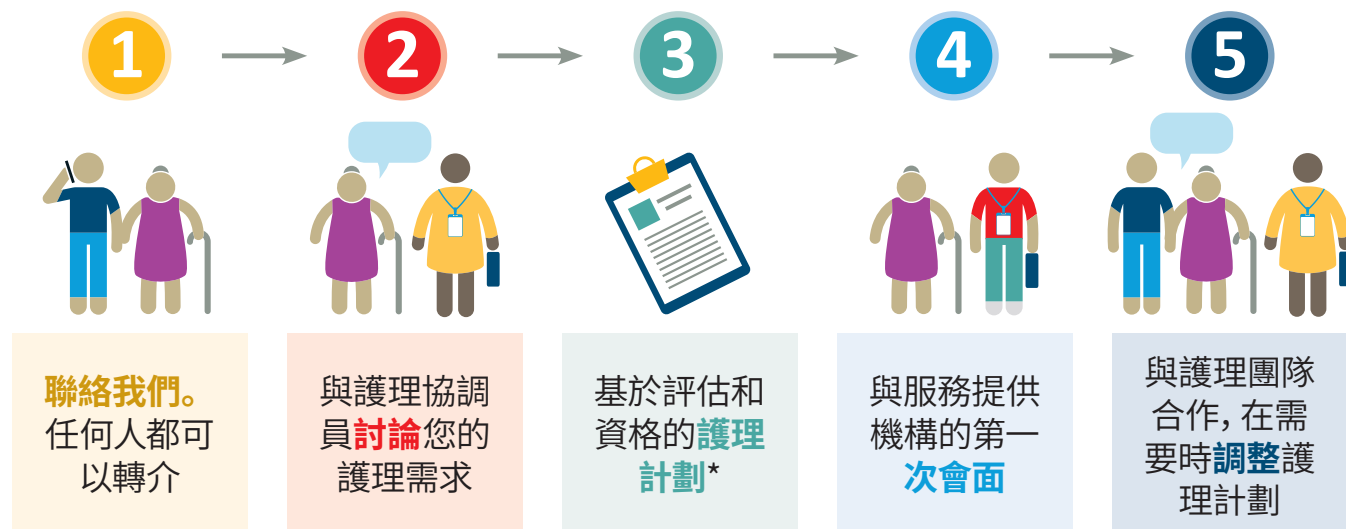 1
2
3
4
5
聯絡我們。
任何人都可
以轉介
與護理協調
員討論您的
護理需求
基於評估和
資格的護理
計劃*
與服務提供
機構的第一
次會面
與護理團隊
合作，在需
要時調整護
理計劃